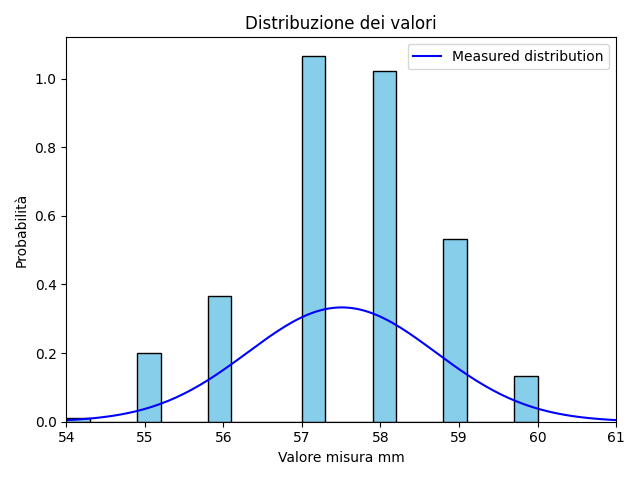 Distribuzione dei valori
Measured distribution
Probabilità
1.0
0.8
0.6
0.4
0.2
0.0
54 55 56 57 58 59 60 61
Valore misura mm